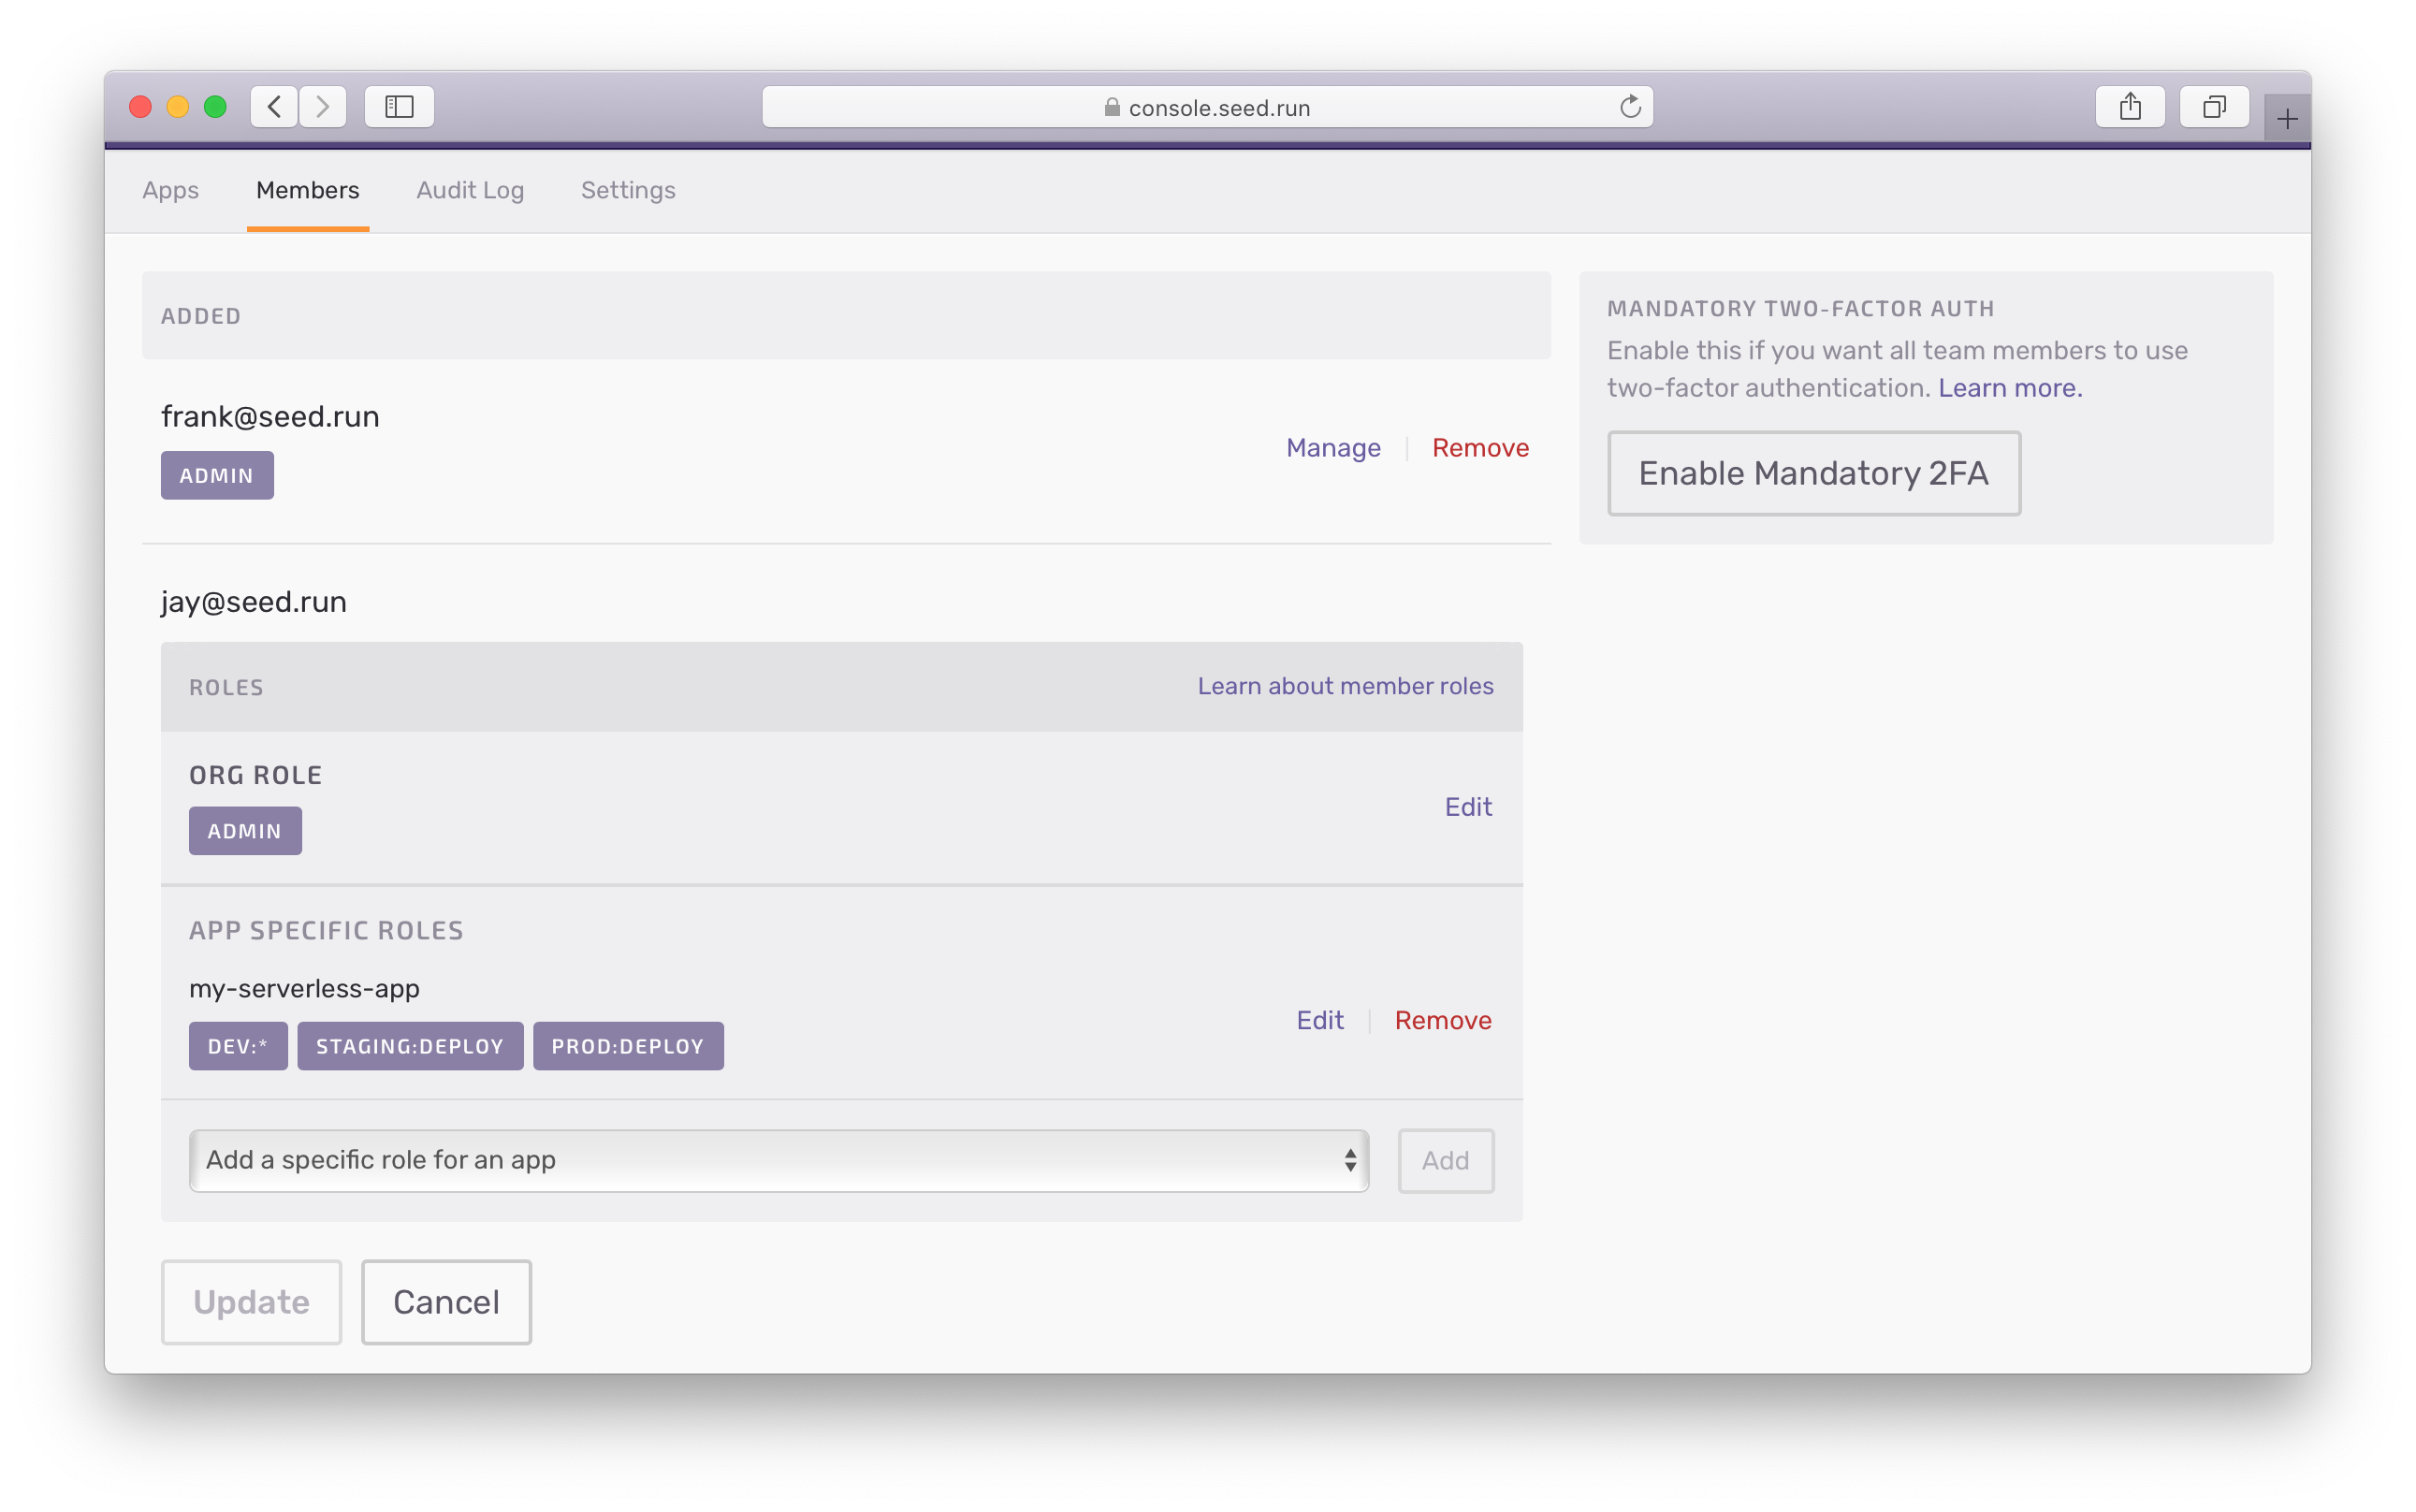 console.seed.run
Apps Members Audit Log Settings
ADDED
frank@seed.run
ADMIN
Manage Remove
MANDATORY TWO-FACTOR AUTH
Enable this if you want all team members to use
two-factor authentication. Learn more.
Enable Mandatory 2FA
jay@seed.run
ROLES Learn about member roles
ORG ROLE
ADMIN
Edit
APP SPECIFIC ROLES
my-serverless-app
DEV:* STAGING:DEPLOY PROD:DEPLOY
Edit Remove
Add a specific role for an app Add
Update Cancel